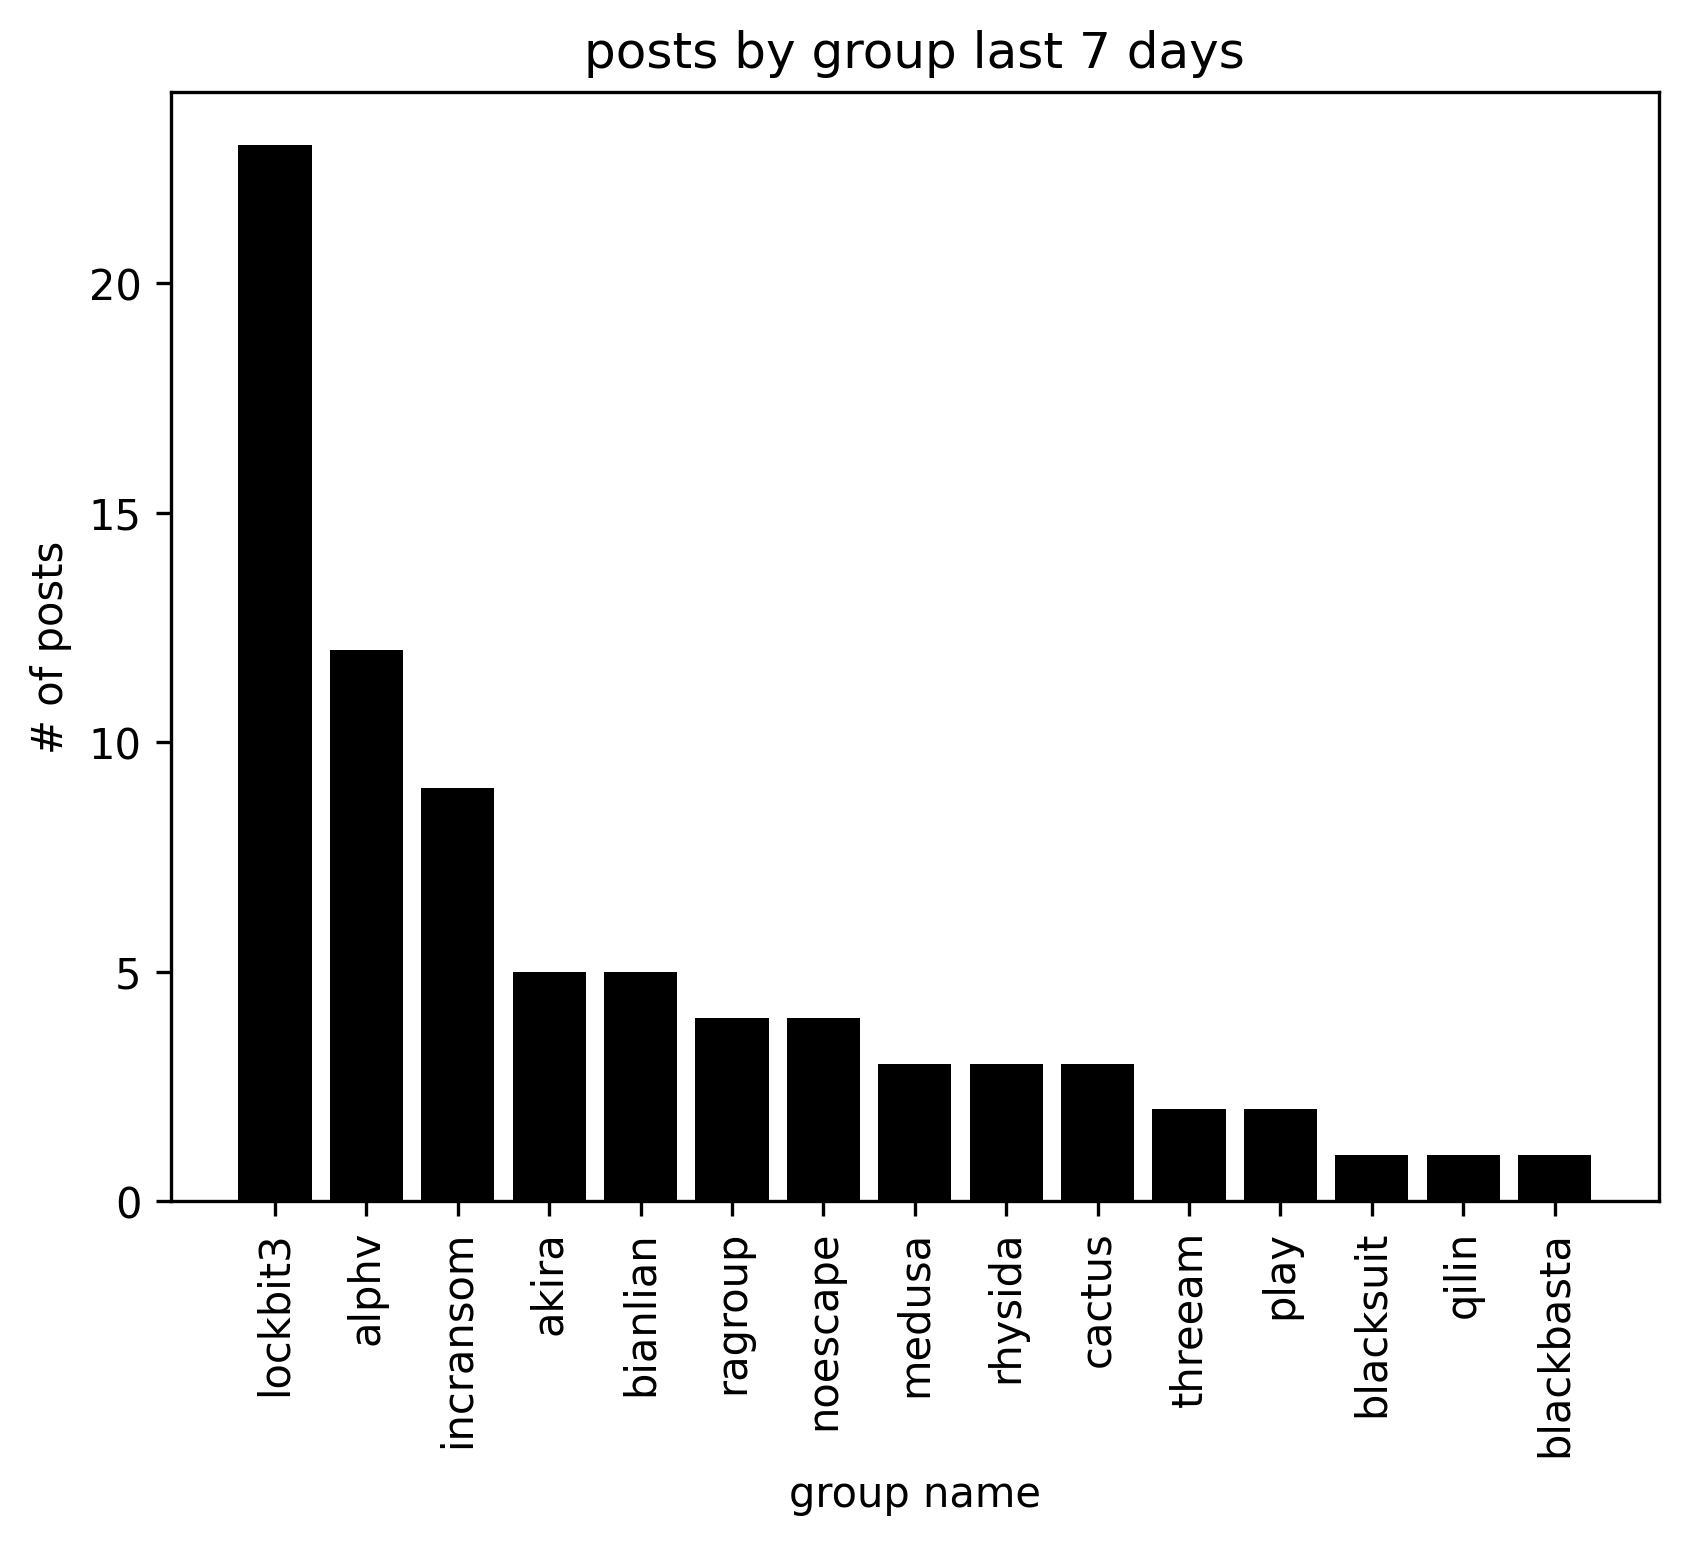 posts by group last 7 days
# of posts
20
15
10
5
0
lockbit3
alphv
incransom
akira
bianlian
ragroup
noescape
medusa
rhysida
cactus
threeam
play
blacksuit
qilin
blackbasta
group name